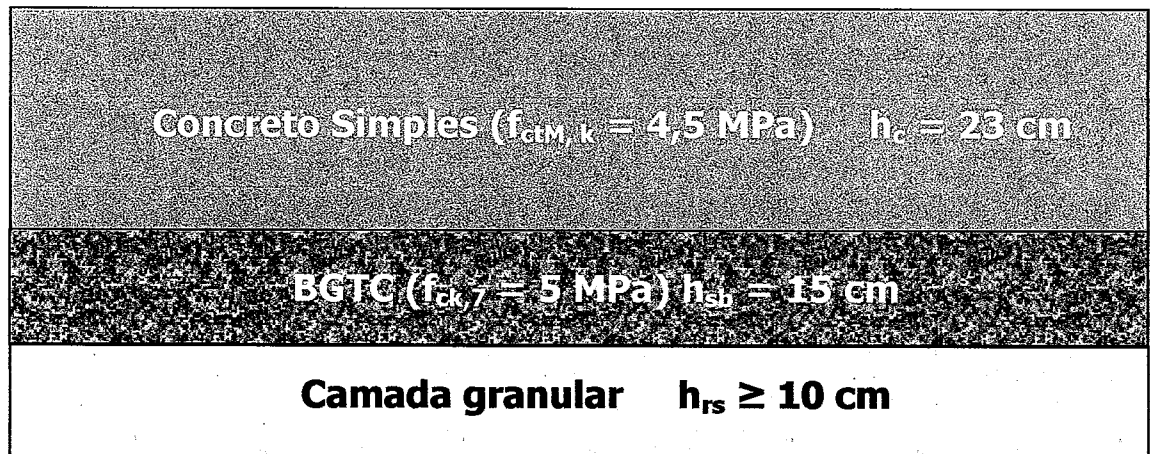 Concreto Simples (f_ctM, k = 4,5 MPa) h_c = 23 cm
BGTC (f_ck,7 = 5 MPa) h_sb = 15 cm
Camada granular h_rs ≥ 10 cm